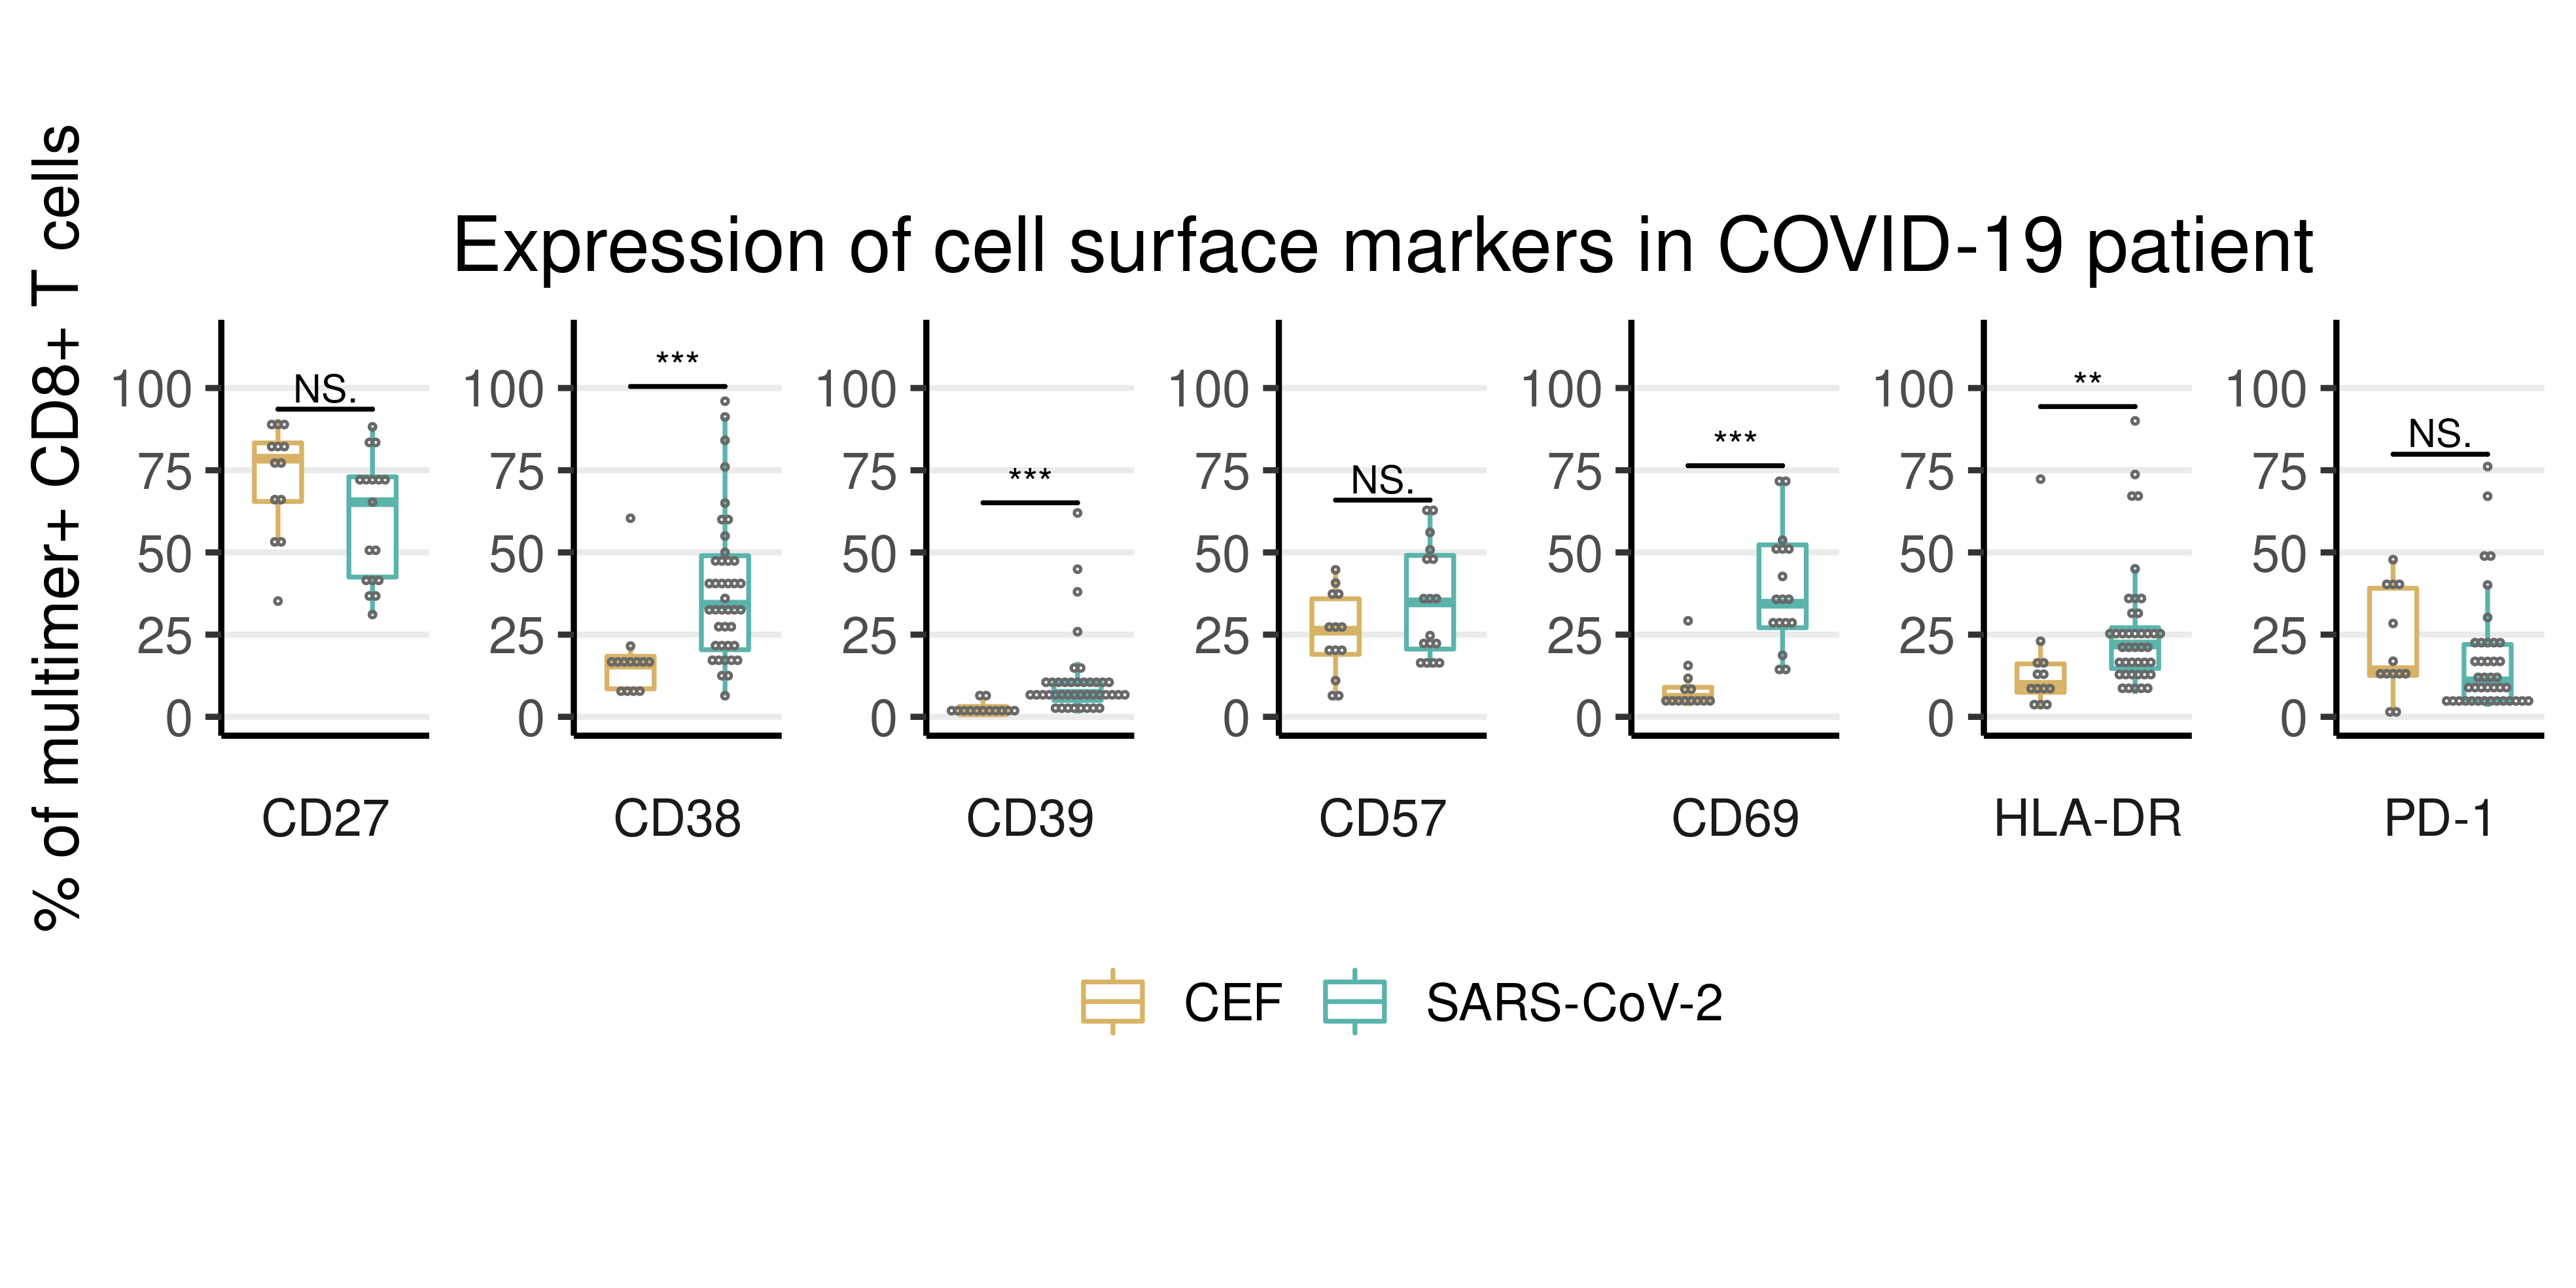 Expression of cell surface markers in COVID-19 patient
% of multimer+ CD8+ T cells
100
75
50
25
0
NS.
CD27
100
75
50
25
0
***
CD38
100
75
50
25
0
***
CD39
100
75
50
25
0
NS.
CD57
100
75
50
25
0
***
CD69
100
75
50
25
0
**
HLA-DR
100
75
50
25
0
NS.
PD-1
CEF
SARS-CoV-2